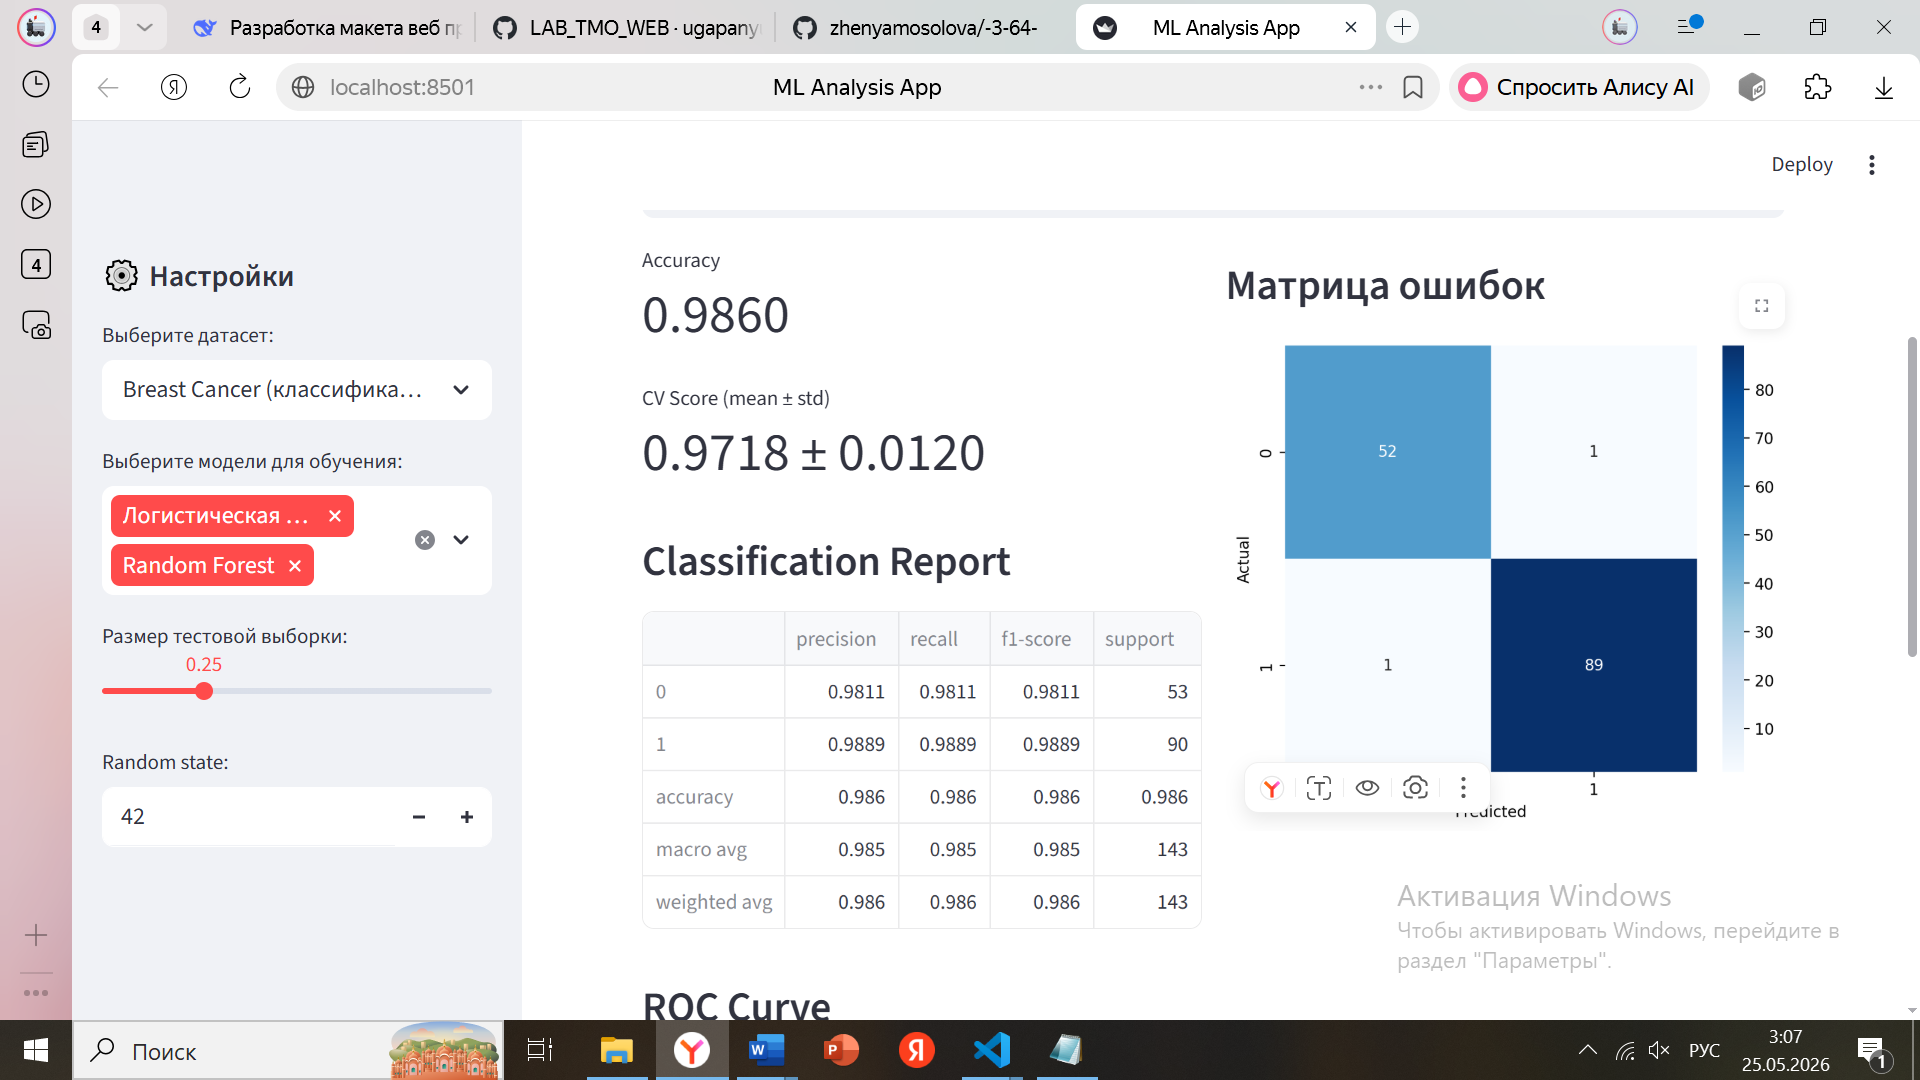 4
Разработка макета веб п
LAB_TMO_WEB · ugapany
zhenyamosolova/-3-64-
ML Analysis App
localhost:8501
ML Analysis App
Спросить Алису AI
4
Deploy
Настройки
Выберите датасет:
Breast Cancer (классифика...
Выберите модели для обучения:
Логистическая ...
Random Forest
Размер тестовой выборки:
0.25
Random state:
42
Accuracy
0.9860
CV Score (mean ± std)
0.9718 ± 0.0120
Classification Report
precision recall f1-score support
0 0.9811 0.9811 0.9811 53
1 0.9889 0.9889 0.9889 90
accuracy 0.986 0.986 0.986 0.986
macro avg 0.985 0.985 0.985 143
weighted avg 0.986 0.986 0.986 143
ROC Curve
Матрица ошибок
52 1
1 89
0
1
Actual
1
Predicted
80
70
60
50
40
30
20
10
Активация Windows
Чтобы активировать Windows, перейдите в
раздел "Параметры".
Поиск
РУС
3:07
25.05.2026
1